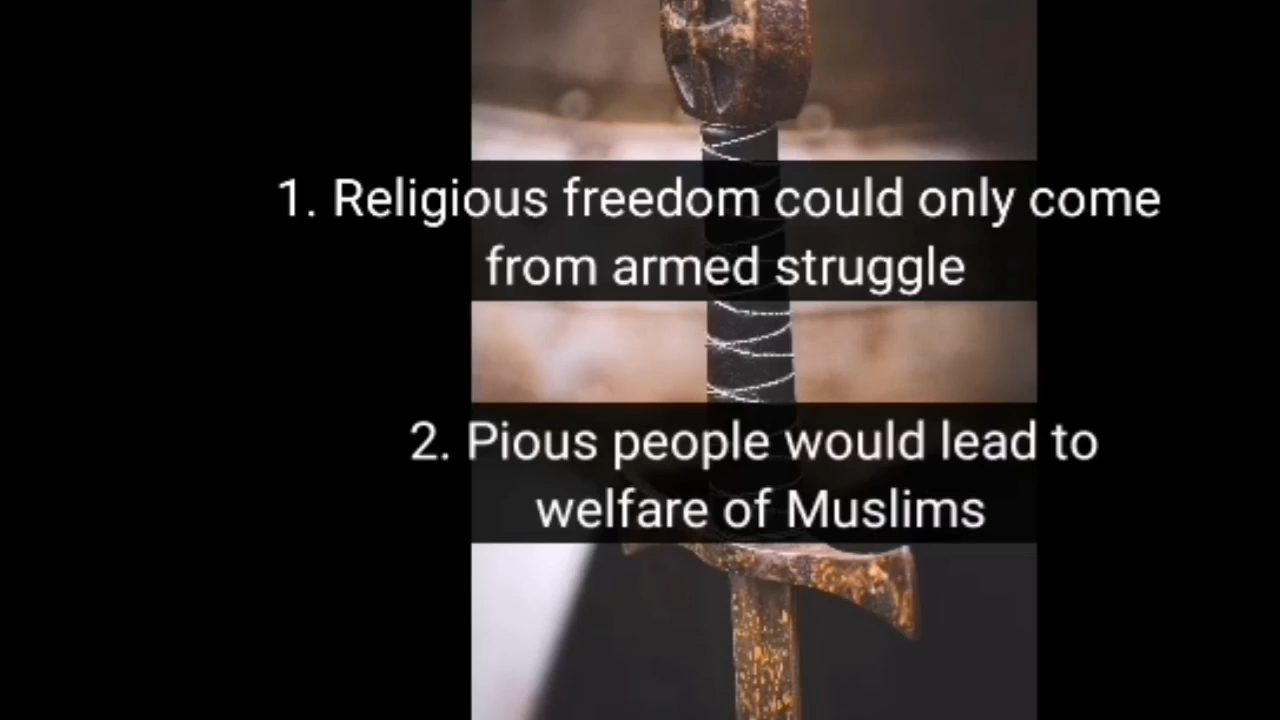 1. Religious freedom could only come
from armed struggle
2. Pious people would lead to
welfare of Muslims